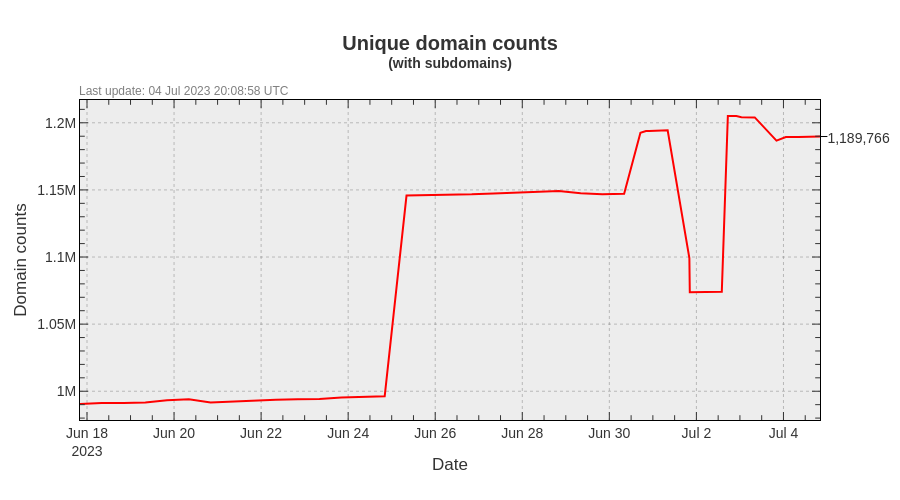 Unique domain counts
(with subdomains)
Last update: 04 Jul 2023 20:08:58 UTC
1.2M
1,189,766
1.15M
1.1M
1.05M
1M
Domain counts
Jun 18 Jun 20 Jun 22 Jun 24 Jun 26 Jun 28 Jun 30 Jul 2 Jul 4
2023
Date